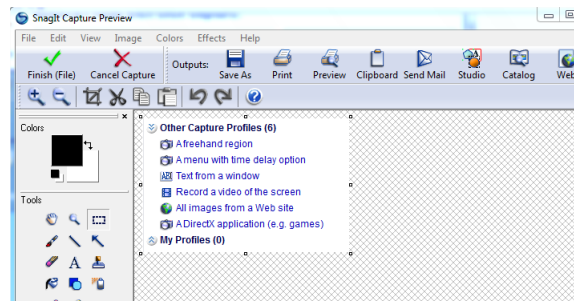 SnagIt Capture Preview
File Edit View Image Colors Effects Help
Finish (File) Cancel Capture Outputs: Save As Print Preview Clipboard Send Mail Studio Catalog Web
Colors
Other Capture Profiles (6)
A freehand region
A menu with time delay option
Text from a window
Record a video of the screen
All images from a Web site
A DirectX application (e.g. games)
My Profiles (0)
Tools
A